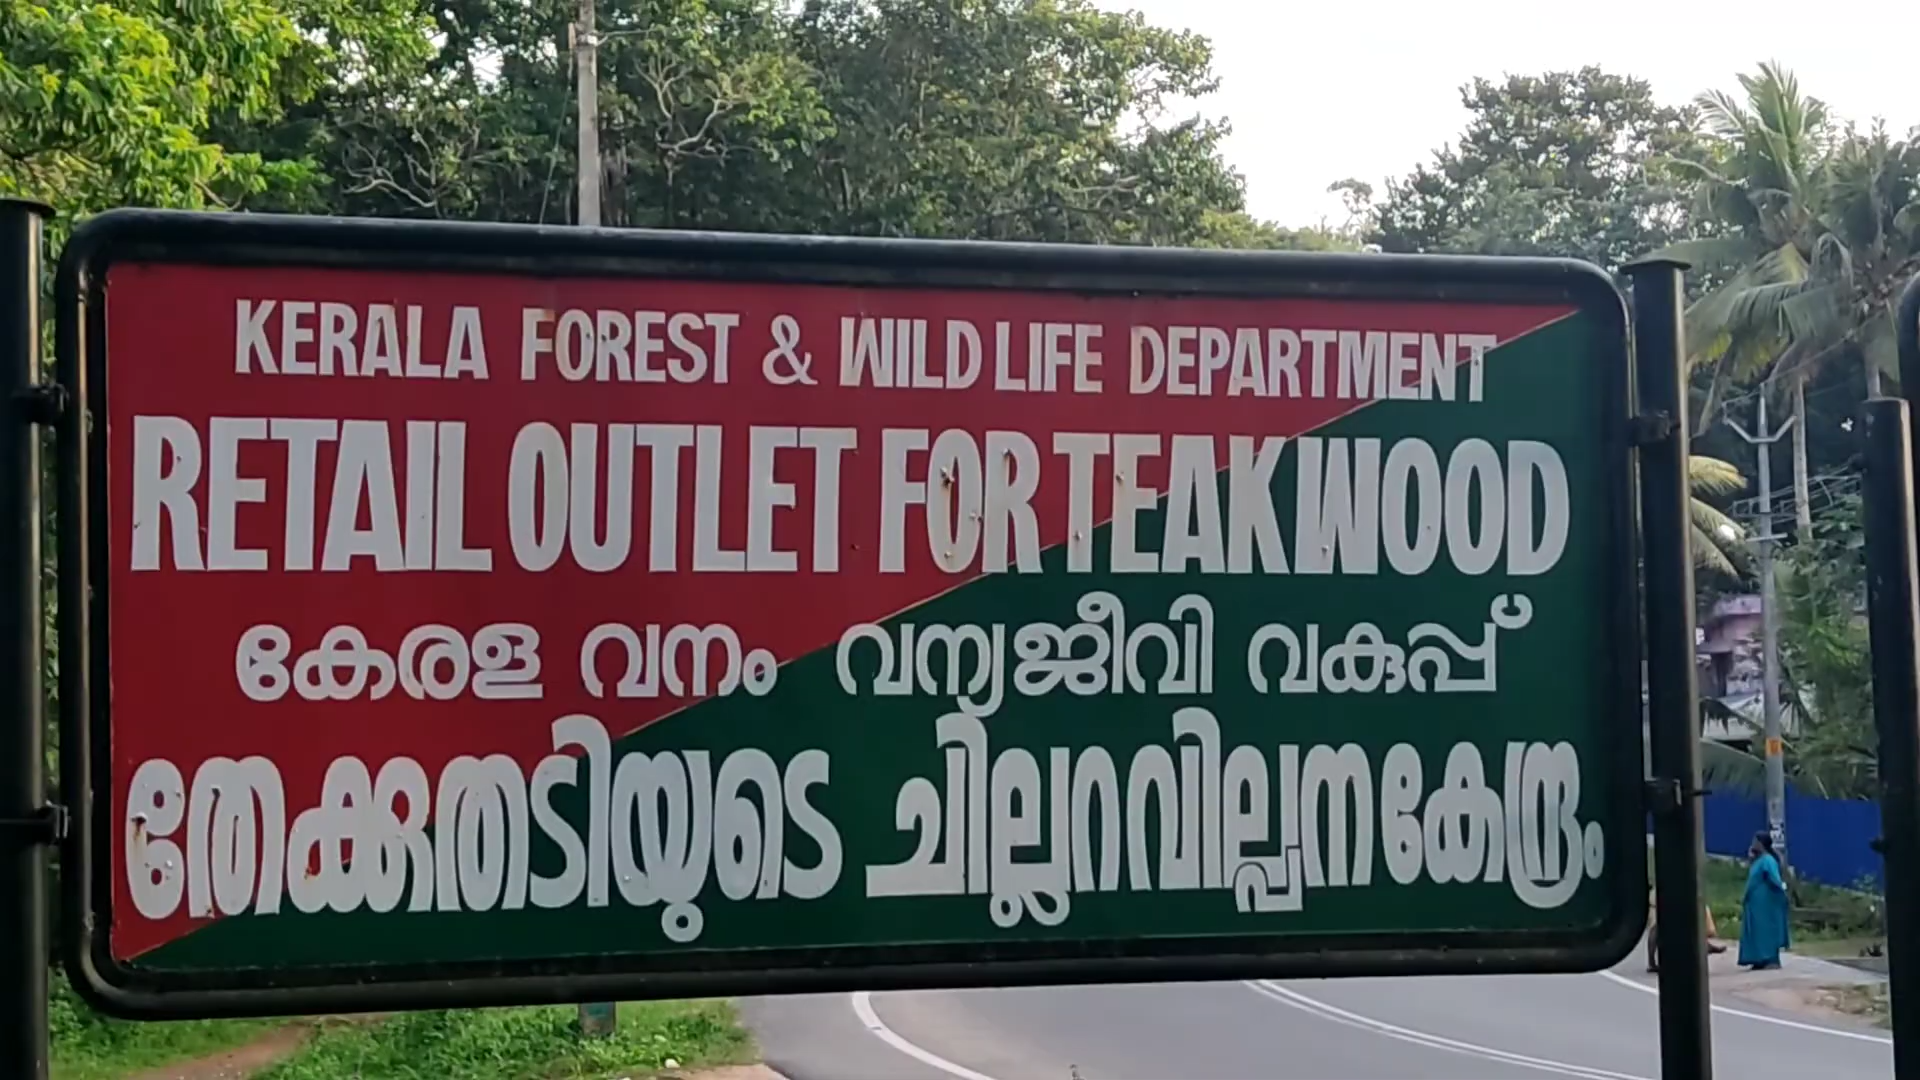 KERALA FOREST & WILD LIFE DEPARTMENT
RETAIL OUTLET FOR TEAK WOOD
കേരള വനം വന്യജീവി വകുപ്പ്
തേക്കുതടിയുടെ ചില്ലറവില്പനകേന്ദ്രം